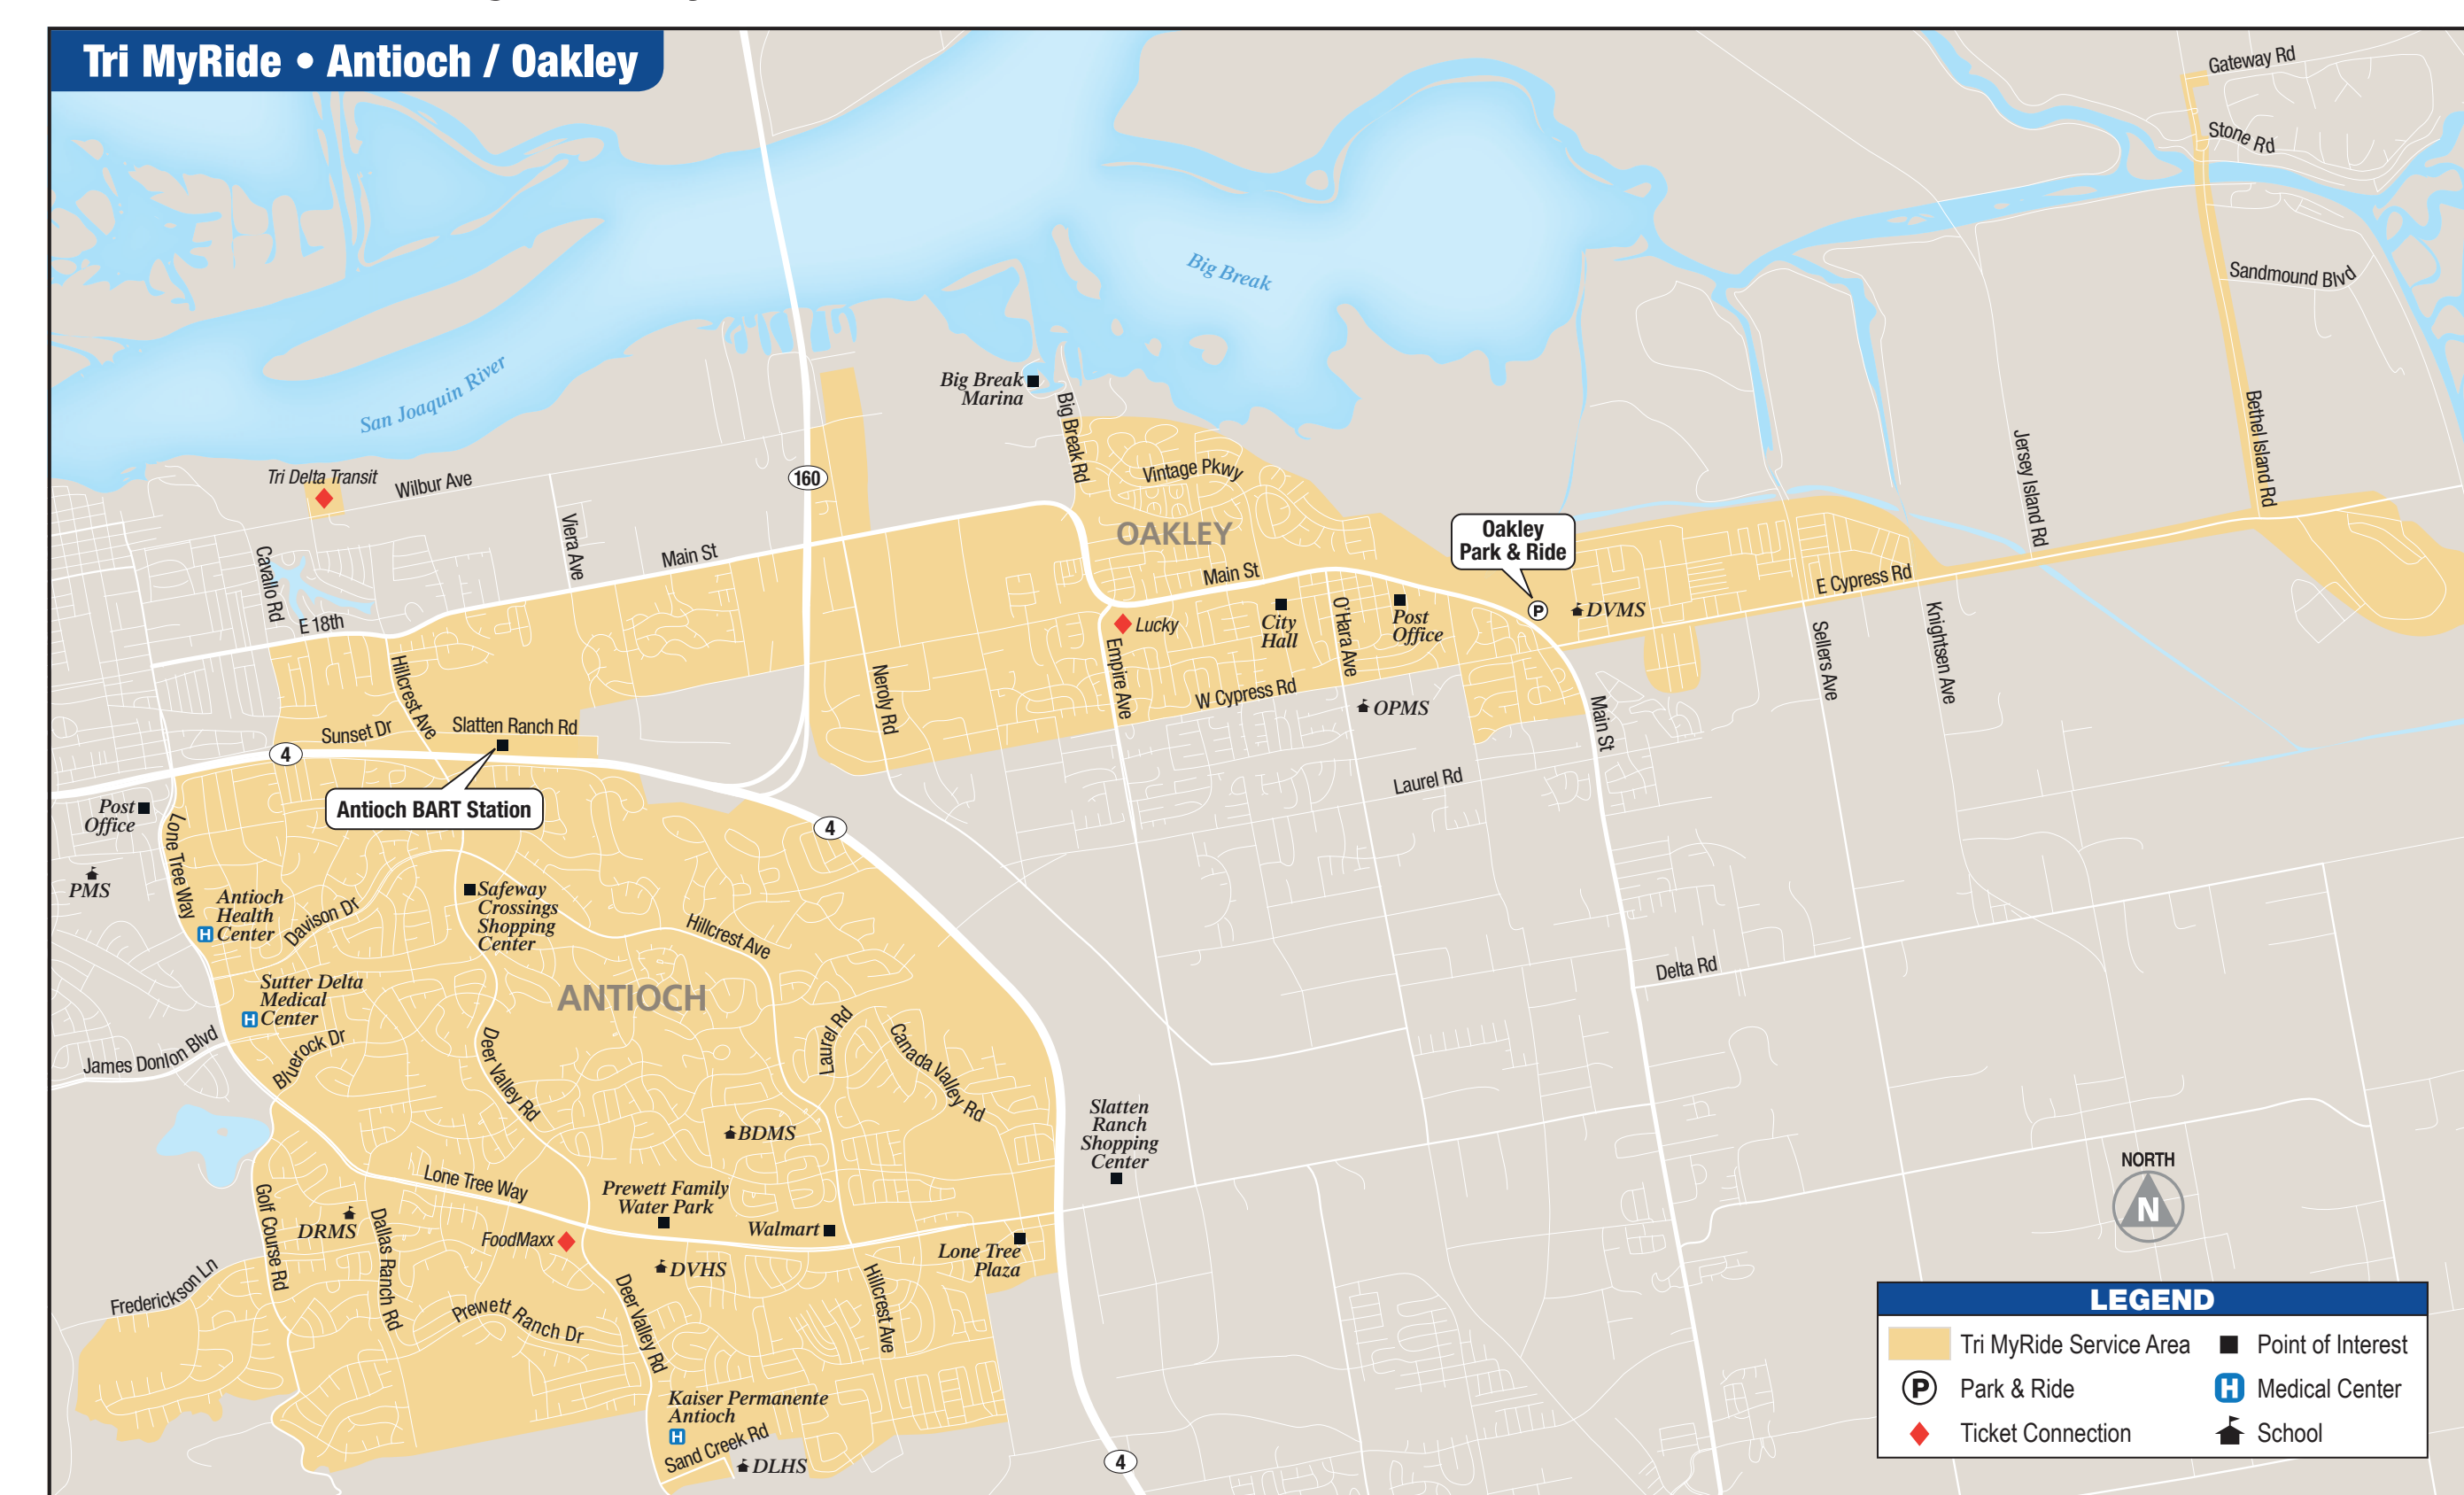 Tri MyRide • Antioch / Oakley
Gateway Rd
Stone Rd
Sandmound Blvd
Big Break
San Joaquin River
Big Break
Marina
Big Break Rd
Vintage Pkwy
Bethel Island Rd
Jersey Island Rd
Tri Delta Transit
Wilbur Ave
160
Viera Ave
Main St
Cavallo Rd
E 18th
OAKLEY
Oakley
Park & Ride
P
DVMS
E Cypress Rd
Main St
Lucky
City
Hall
O'Hara Ave
Post
Office
Knightsen Ave
Sellers Ave
Hillcrest Ave
Neroly Rd
Empire Ave
W Cypress Rd
OPMS
Main St
Sunset Dr
Slatten Ranch Rd
4
Antioch BART Station
Laurel Rd
4
Post
Office
Lone Tree Way
PMS
Antioch
Health
H Center
Davison Dr
Safeway
Crossings
Shopping
Center
Hillcrest Ave
Sutter Delta
Medical
H Center
ANTIOCH
Delta Rd
James Donlon Blvd
Bluerock Dr
Deer Valley Rd
Laurel Rd
Canada Valley Rd
BDMS
Slatten
Ranch
Shopping
Center
Lone Tree Way
Prewett Family
Water Park
Walmart
Golf Course Rd
DRMS
Dallas Ranch Rd
FoodMaxx
DVHS
Lone Tree
Plaza
Frederickson Ln
Prewett Ranch Dr
Deer Valley Rd
Hillcrest Ave
Kaiser Permanente
Antioch
H
Sand Creek Rd
DLHS
4
NORTH
N
LEGEND
Tri MyRide Service Area
Point of Interest
P Park & Ride
H Medical Center
Ticket Connection
School